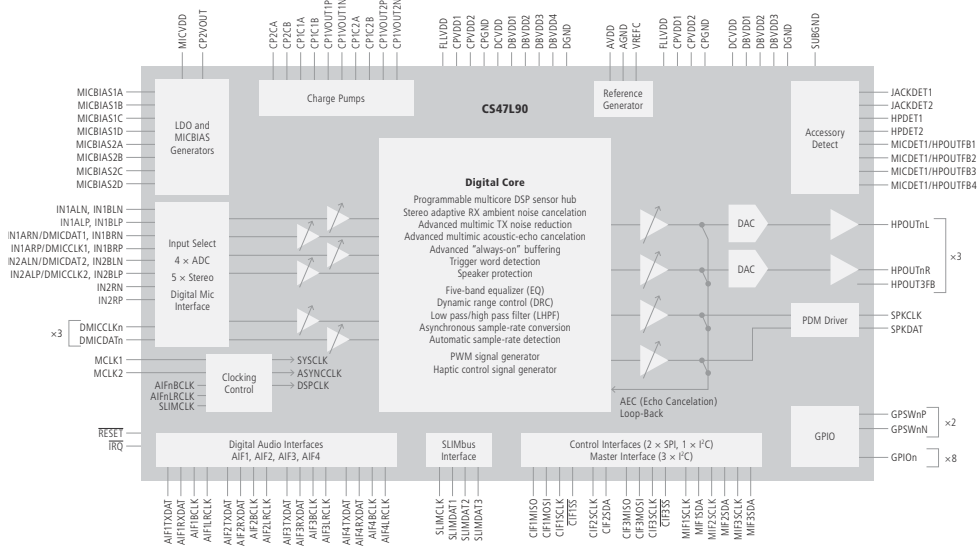 MICVDD
CP2VOUT
CP2CA
CP2CB
CP1C1A
CP1C1B
CP1VOUT1P
CP1VOUT1N
CP1C2A
CP1C2B
CP1VOUT2P
CP1VOUT2N
FLLVDD
CPVDD1
CPVDD2
CPGND
DCVDD
DBVDD1
DBVDD2
DBVDD3
DBVDD4
DGND
AVDD
AGND
VREFC
FLLVDD
CPVDD1
CPVDD2
CPGND
DCVDD
DBVDD1
DBVDD2
DBVDD3
DGND
SUBGND
MICBIAS1A
MICBIAS1B
MICBIAS1C
MICBIAS1D
MICBIAS2A
MICBIAS2B
MICBIAS2C
MICBIAS2D
LDO and
MICBIAS
Generators
Charge Pumps
CS47L90
Reference
Generator
Accessory
Detect
JACKDET1
JACKDET2
HPDET1
HPDET2
MICDET1/HPOUTFB1
MICDET1/HPOUTFB2
MICDET1/HPOUTFB3
MICDET1/HPOUTFB4
IN1ALN, IN1BLN
IN1ALP, IN1BLP
IN1ARN/DMICDAT1, IN1BRN
IN1ARP/DMICCLK1, IN1BRP
IN2ALN/DMICDAT2, IN2BLN
IN2ALP/DMICCLK2, IN2BLP
IN2RN
IN2RP
×3
DMICCLKn
DMICDATn
Input Select
4 × ADC
5 × Stereo
Digital Mic
Interface
MCLK1
MCLK2
AIFnBCLK
AIFnLRCLK
SLIMCLK
Clocking
Control
SYSCLK
ASYNCCLK
DSPCLK
Digital Core
Programmable multicore DSP sensor hub
Stereo adaptive RX ambient noise cancelation
Advanced multimic TX noise reduction
Advanced multimic acoustic-echo cancelation
Advanced “always-on” buffering
Trigger word detection
Speaker protection
Five-band equalizer (EQ)
Dynamic range control (DRC)
Low pass/high pass filter (LHPF)
Asynchronous sample-rate conversion
Automatic sample-rate detection
PWM signal generator
Haptic control signal generator
AEC (Echo Cancelation)
Loop-Back
DAC
DAC
HPOUTnL
HPOUTnR
HPOUT3FB
×3
PDM Driver
SPKCLK
SPKDAT
GPIO
GPSWnP
GPSWnN
×2
GPIOn
×8
RESET
IRQ
Digital Audio Interfaces
AIF1, AIF2, AIF3, AIF4
SLIMbus
Interface
Control Interfaces (2 × SPI, 1 × I²C)
Master Interface (3 × I²C)
AIF1TXDAT
AIF1RXDAT
AIF1BCLK
AIF1LRCLK
AIF2TXDAT
AIF2RXDAT
AIF2BCLK
AIF2LRCLK
AIF3TXDAT
AIF3RXDAT
AIF3BCLK
AIF3LRCLK
AIF4TXDAT
AIF4RXDAT
AIF4BCLK
AIF4LRCLK
SLIMCLK
SLIMDAT1
SLIMDAT2
SLIMDAT3
CIF1MISO
CIF1MOSI
CIF1SCLK
CIF1SS
CIF2SCLK
CIF2SDA
CIF3MISO
CIF3MOSI
CIF3SCLK
CIF3SS
MIF1SCLK
MIF1SDA
MIF2SCLK
MIF2SDA
MIF3SCLK
MIF3SDA